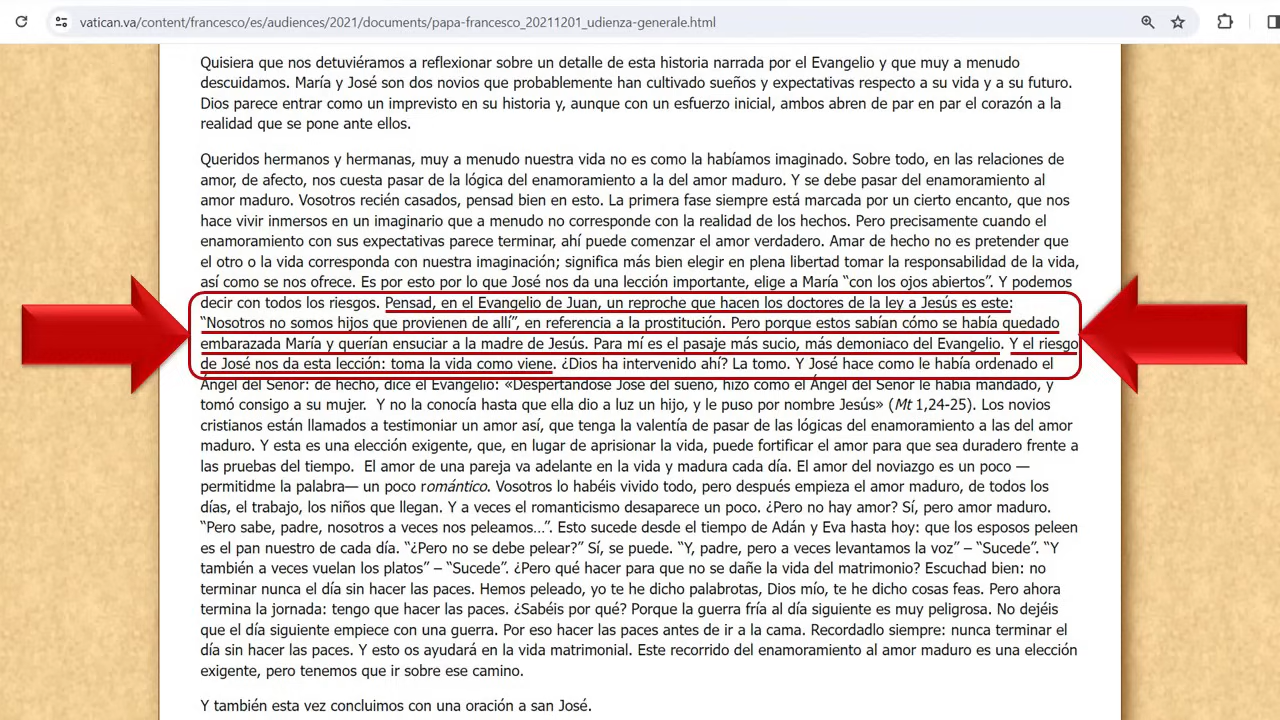 vatican.va/content/francesco/es/audiences/2021/documents/papa-francesco_20211201_udienza-generale.html
Quisiera que nos detuviéramos a reflexionar sobre un detalle de esta historia narrada por el Evangelio y que muy a menudo
descuidamos. María y José son dos novios que probablemente han cultivado sueños y expectativas respecto a su vida y a su futuro.
Dios parece entrar como un imprevisto en su historia y, aunque con un esfuerzo inicial, ambos abren de par en par el corazón a la
realidad que se pone ante ellos.
Queridos hermanos y hermanas, muy a menudo nuestra vida no es como la habíamos imaginado. Sobre todo, en las relaciones de
amor, de afecto, nos cuesta pasar de la lógica del enamoramiento a la del amor maduro. Y se debe pasar del enamoramiento al
amor maduro. Vosotros recién casados, pensad bien en esto. La primera fase siempre está marcada por un cierto encanto, que nos
hace vivir inmersos en un imaginario que a menudo no corresponde con la realidad de los hechos. Pero precisamente cuando el
enamoramiento con sus expectativas parece terminar, ahí puede comenzar el amor verdadero. Amar de hecho no es pretender que
el otro o la vida corresponda con nuestra imaginación; significa más bien elegir en plena libertad tomar la responsabilidad de la vida,
así como se nos ofrece. Es por esto por lo que José nos da una lección importante, elige a María “con los ojos abiertos”. Y podemos
decir con todos los riesgos. Pensad, en el Evangelio de Juan, un reproche que hacen los doctores de la ley a Jesús es este:
“Nosotros no somos hijos que provienen de allí”, en referencia a la prostitución. Pero porque estos sabían cómo se había quedado
embarazada María y querían ensuciar a la madre de Jesús. Para mí es el pasaje más sucio, más demoniaco del Evangelio. Y el riesgo
de José nos da esta lección: toma la vida como viene. ¿Dios ha intervenido ahí? La tomo. Y José hace como le había ordenado el
Ángel del Señor: de hecho, dice el Evangelio: «Despertándose José del sueño, hizo como el Ángel del Señor le había mandado, y
tomó consigo a su mujer. Y no la conocía hasta que ella dio a luz un hijo, y le puso por nombre Jesús» (Mt 1,24-25). Los novios
cristianos están llamados a testimoniar un amor así, que tenga la valentía de pasar de las lógicas del enamoramiento a las del amor
maduro. Y esta es una elección exigente, que, en lugar de aprisionar la vida, puede fortificar el amor para que sea duradero frente a
las pruebas del tiempo. El amor de una pareja va adelante en la vida y madura cada día. El amor del noviazgo es un poco —
permitidme la palabra— un poco romántico. Vosotros lo habéis vivido todo, pero después empieza el amor maduro, de todos los
días, el trabajo, los niños que llegan. Y a veces el romanticismo desaparece un poco. ¿Pero no hay amor? Sí, pero amor maduro.
“Pero sabe, padre, nosotros a veces nos peleamos...”. Esto sucede desde el tiempo de Adán y Eva hasta hoy: que los esposos peleen
es el pan nuestro de cada día. “¿Pero no se debe pelear?” Sí, se puede. “Y, padre, pero a veces levantamos la voz” – “Sucede”. “Y
también a veces vuelan los platos” – “Sucede”. ¿Pero qué hacer para que no se dañe la vida del matrimonio? Escuchad bien: no
terminar nunca el día sin hacer las paces. Hemos peleado, yo te he dicho palabrotas, Dios mío, te he dicho cosas feas. Pero ahora
termina la jornada: tengo que hacer las paces. ¿Sabéis por qué? Porque la guerra fría al día siguiente es muy peligrosa. No dejéis
que el día siguiente empiece con una guerra. Por eso hacer las paces antes de ir a la cama. Recordadlo siempre: nunca terminar el
día sin hacer las paces. Y esto os ayudará en la vida matrimonial. Este recorrido del enamoramiento al amor maduro es una elección
exigente, pero tenemos que ir sobre ese camino.
Y también esta vez concluimos con una oración a san José.